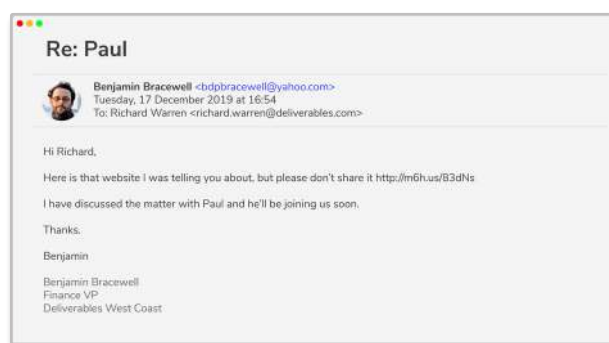 Re: Paul
Benjamin Bracewell <bdpbracewell@yahoo.com>
Tuesday, 17 December 2019 at 16:54
To: Richard Warren <richard.warren@deliverables.com>
Hi Richard,
Here is that website I was telling you about, but please don't share it http://m6h.us/B3dNs
I have discussed the matter with Paul and he'll be joining us soon.
Thanks,
Benjamin
Benjamin Bracewell
Finance VP
Deliverables West Coast